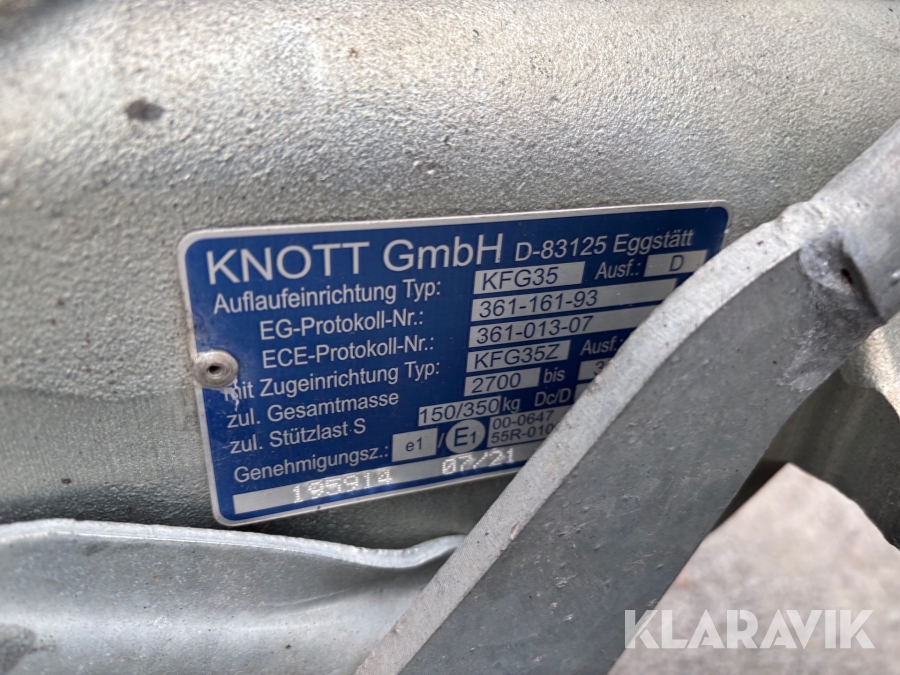 KNOTT GmbH D-83125 Eggstätt
Auflaufeinrichtung Typ: KFG35 Ausf.: D
EG-Protokoll-Nr.: 361-161-93
ECE-Protokoll-Nr.: 361-013-07
mit Zugeinrichtung Typ: KFG35Z Ausf.:
zul. Gesamtmasse 2700 bis
zul. Stützlast S 150/350 kg Dc/D
Genehmigungsz.: e1 / E1 00-0647
55R-010
195914 07/21
KLARAVIK